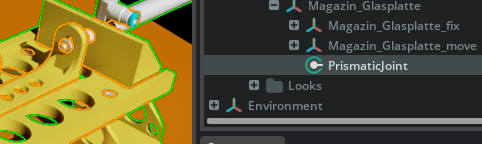 Magazin_Glasplatte
Magazin_Glasplatte_fix
Magazin_Glasplatte_move
PrismaticJoint
Looks
Environment